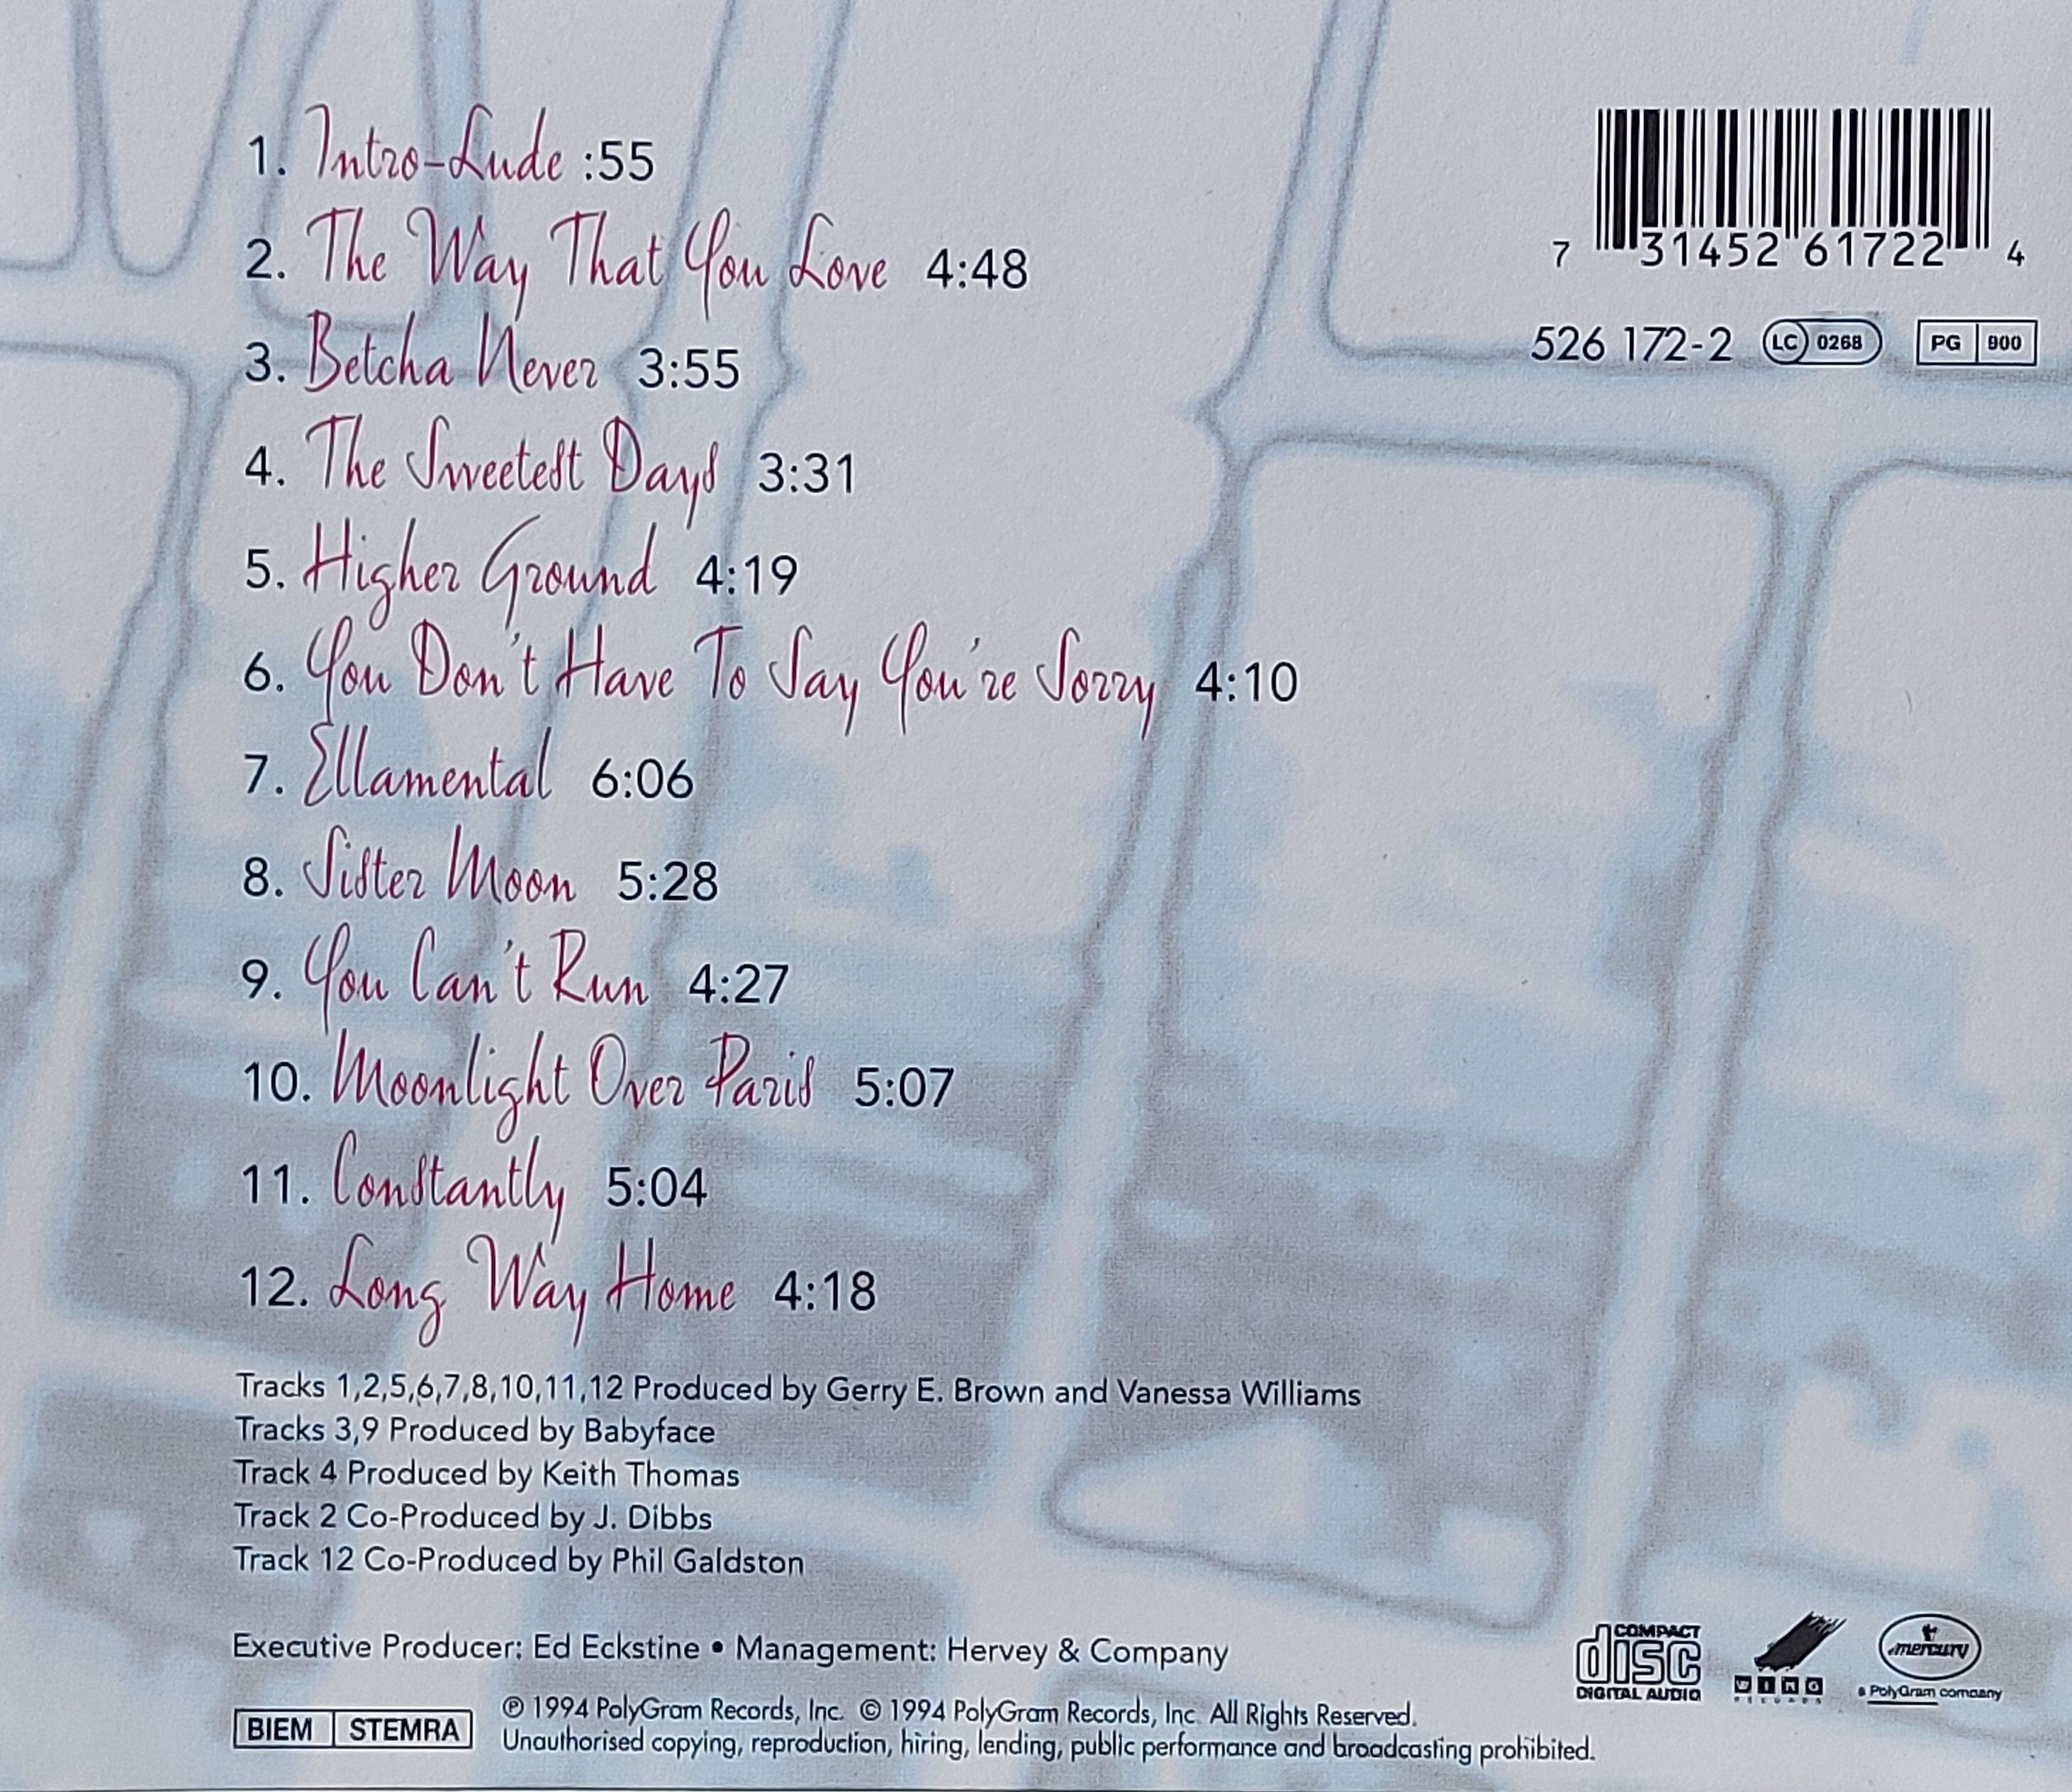 1. Intro-Lude :55
2. The Way That You Love 4:48
3. Betcha Never 3:55
4. The Sweetest Days 3:31
5. Higher Ground 4:19
6. You Don't Have To Say You're Sorry 4:10
7. Ellamental 6:06
8. Sister Moon 5:28
9. You Can't Run 4:27
10. Moonlight Over Paris 5:07
11. Constantly 5:04
12. Long Way Home 4:18
7 31452 61722 4
526 172-2 LC 0268 PG 900
Tracks 1,2,5,6,7,8,10,11,12 Produced by Gerry E. Brown and Vanessa Williams
Tracks 3,9 Produced by Babyface
Track 4 Produced by Keith Thomas
Track 2 Co-Produced by J. Dibbs
Track 12 Co-Produced by Phil Galdston
Executive Producer: Ed Eckstine • Management: Hervey & Company
BIEM STEMRA
℗ 1994 PolyGram Records, Inc. © 1994 PolyGram Records, Inc. All Rights Reserved.
Unauthorised copying, reproduction, hiring, lending, public performance and broadcasting prohibited.
COMPACT
disc
DIGITAL AUDIO
WING
RECORDS
mercury
a PolyGram company